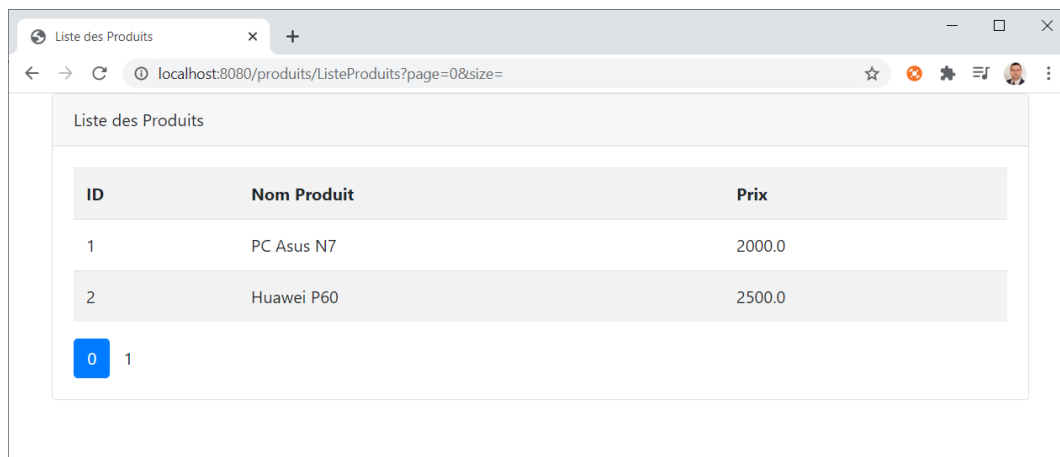 Liste des Produits
localhost:8080/produits/ListeProduits?page=0&size=
Liste des Produits
ID Nom Produit Prix
1 PC Asus N7 2000.0
2 Huawei P60 2500.0
0 1